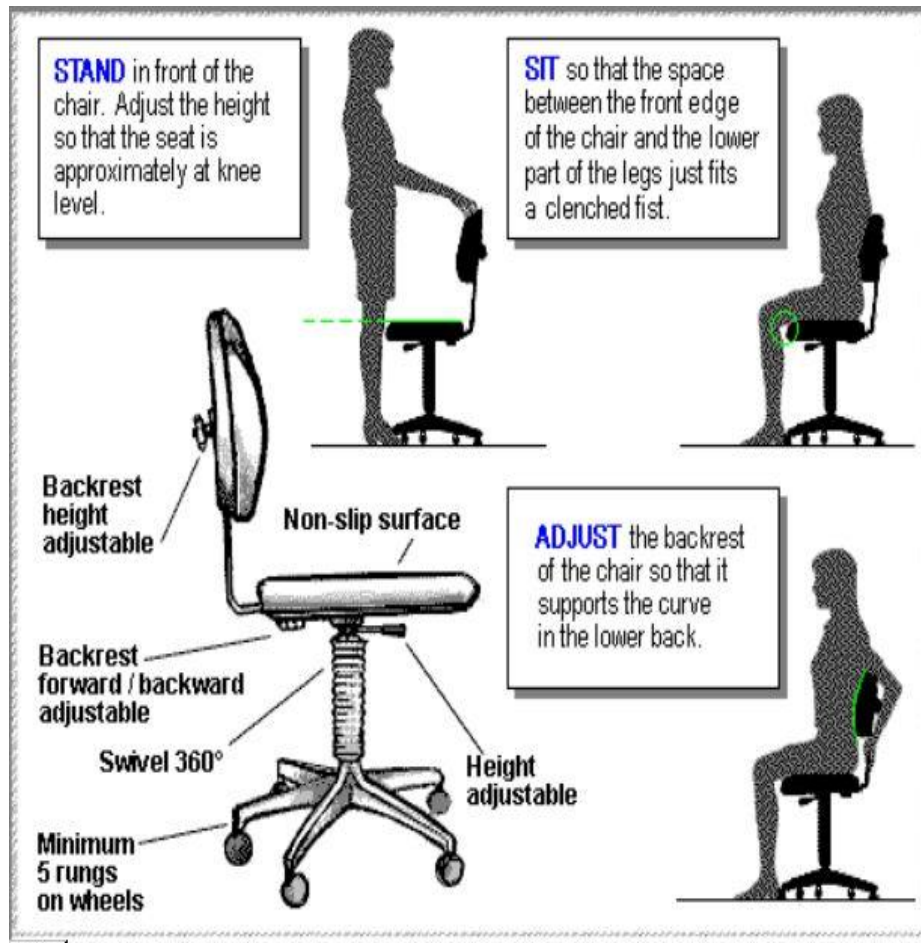 STAND in front of the
chair. Adjust the height
so that the seat is
approximately at knee
level.
SIT so that the space
between the front edge
of the chair and the lower
part of the legs just fits
a clenched fist.
Backrest
height
adjustable
Non-slip surface
ADJUST the backrest
of the chair so that it
supports the curve
in the lower back.
Backrest
forward / backward
adjustable
Swivel 360°
Height
adjustable
Minimum
5 rungs
on wheels